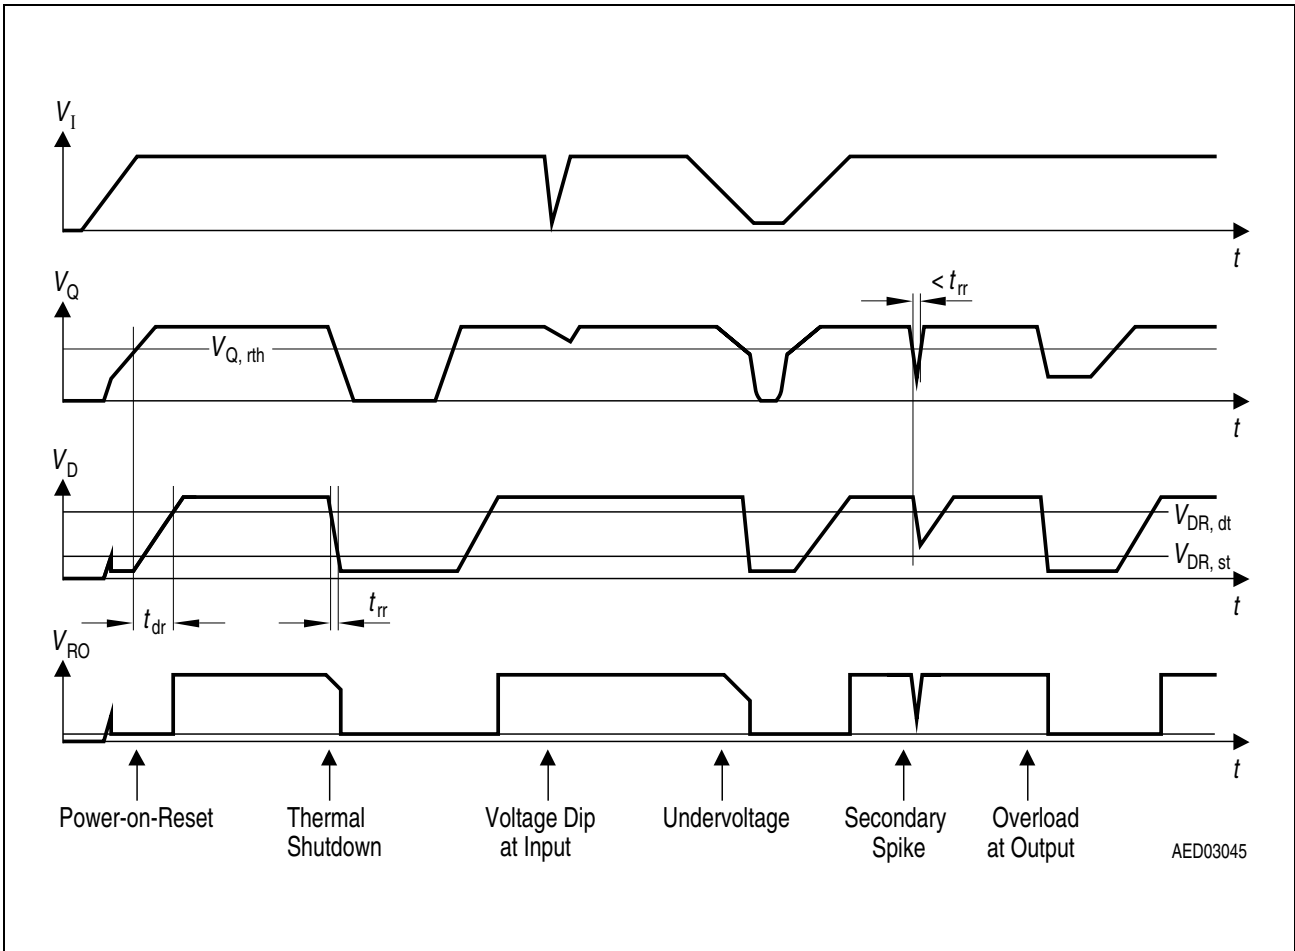 V_I
t
V_Q
< t_rr
V_Q, rth
t
V_D
V_DR, dt
V_DR, st
t_dr
t_rr
t
V_RO
t
Power-on-Reset
Thermal
Shutdown
Voltage Dip
at Input
Undervoltage
Secondary
Spike
Overload
at Output
AED03045